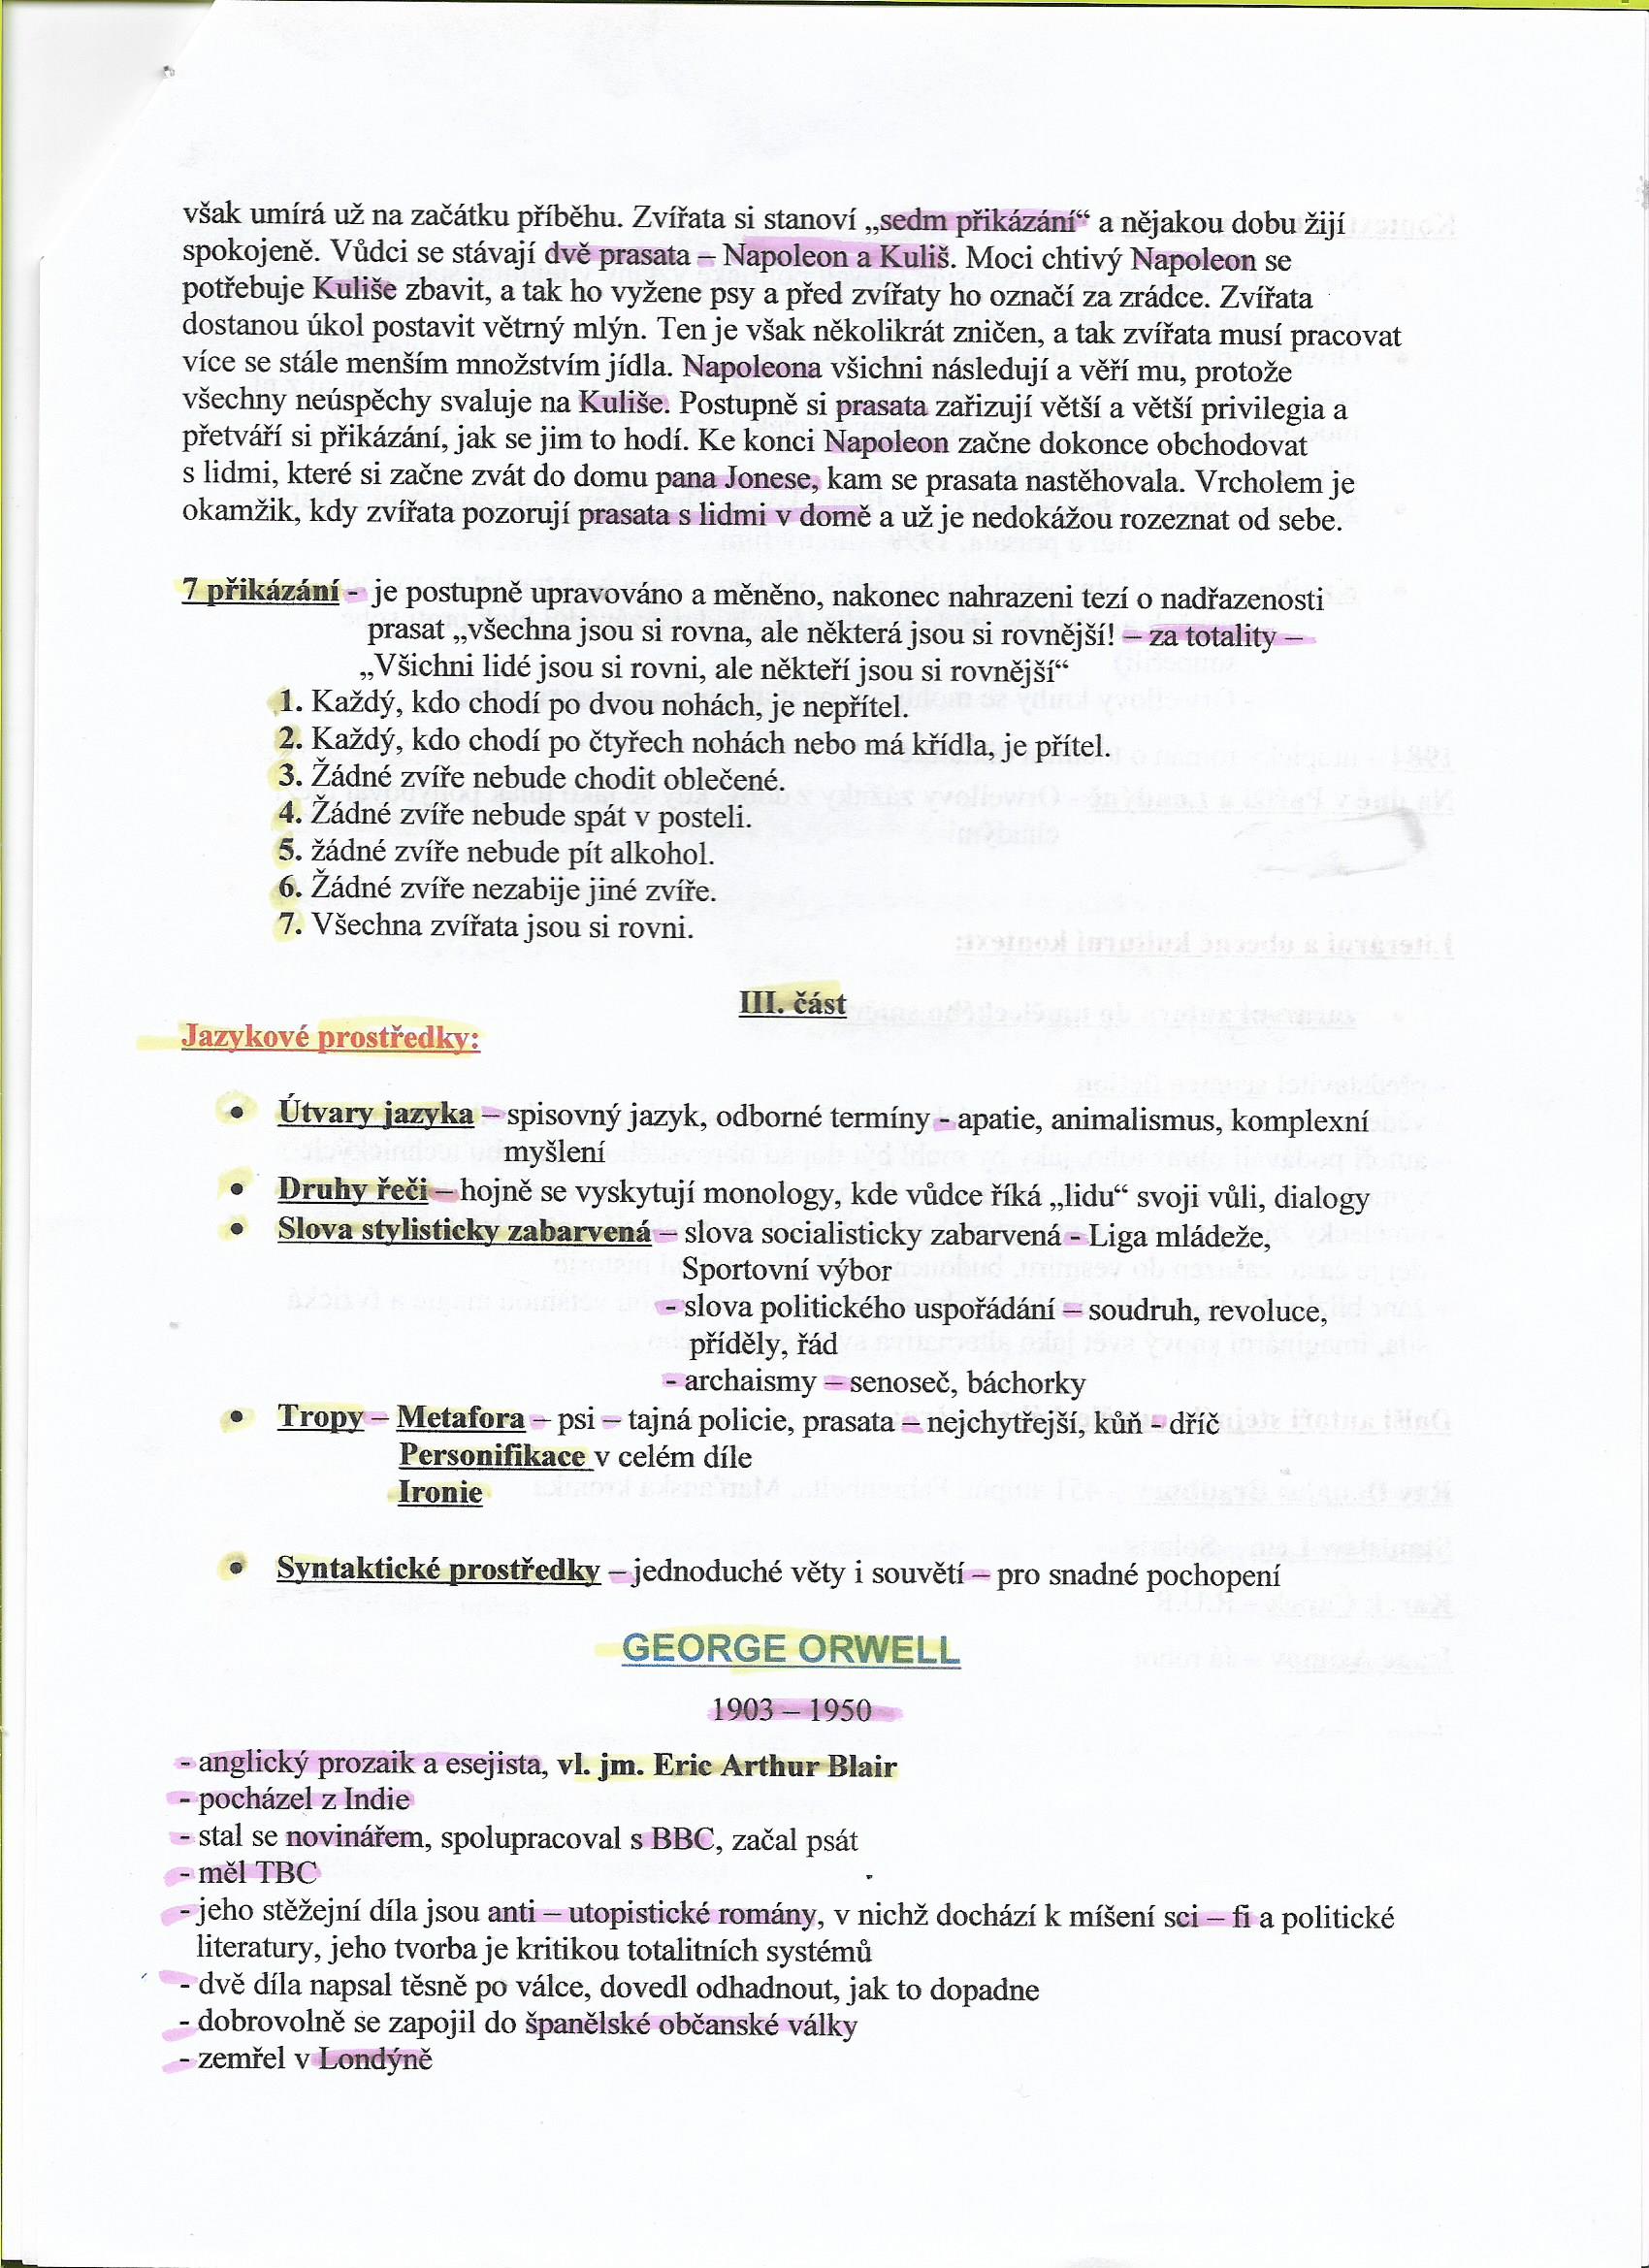 však umírá už na začátku příběhu. Zvířata si stanoví „sedm přikázání“ a nějakou dobu žijí
spokojeně. Vůdci se stávají dvě prasata – Napoleon a Kuliš. Moci chtivý Napoleon se
potřebuje Kuliše zbavit, a tak ho vyžene psy a před zvířaty ho označí za zrádce. Zvířata
dostanou úkol postavit větrný mlýn. Ten je však několikrát zničen, a tak zvířata musí pracovat
více se stále menším množstvím jídla. Napoleona všichni následují a věří mu, protože
všechny neúspěchy svaluje na Kuliše. Postupně si prasata zařizují větší a větší privilegia a
přetváří si přikázání, jak se jim to hodí. Ke konci Napoleon začne dokonce obchodovat
s lidmi, které si začne zvát do domu pana Jonese, kam se prasata nastěhovala. Vrcholem je
okamžik, kdy zvířata pozorují prasata s lidmi v domě a už je nedokážou rozeznat od sebe.
7 přikázání - je postupně upravováno a měněno, nakonec nahrazeni tezí o nadřazenosti
prasat „všechna jsou si rovna, ale některá jsou si rovnější! – za totality –
„Všichni lidé jsou si rovni, ale někteří jsou si rovnější“
1. Každý, kdo chodí po dvou nohách, je nepřítel.
2. Každý, kdo chodí po čtyřech nohách nebo má křídla, je přítel.
3. Žádné zvíře nebude chodit oblečené.
4. Žádné zvíře nebude spát v posteli.
5. žádné zvíře nebude pít alkohol.
6. Žádné zvíře nezabije jiné zvíře.
7. Všechna zvířata jsou si rovni.
III. část
Jazykové prostředky:
• Útvary jazyka – spisovný jazyk, odborné termíny - apatie, animalismus, komplexní
myšlení
• Druhy řeči – hojně se vyskytují monology, kde vůdce říká „lidu“ svoji vůli, dialogy
• Slova stylisticky zabarvená – slova socialisticky zabarvená - Liga mládeže,
Sportovní výbor
- slova politického uspořádání – soudruh, revoluce,
příděly, řád
- archaismy – senoseč, báchorky
• Tropy – Metafora – psi – tajná policie, prasata – nejchytřejší, kůň - dříč
Personifikace v celém díle
Ironie
• Syntaktické prostředky – jednoduché věty i souvětí – pro snadné pochopení
GEORGE ORWELL
1903 – 1950
- anglický prozaik a esejista, vl. jm. Eric Arthur Blair
- pocházel z Indie
- stal se novinářem, spolupracoval s BBC, začal psát
- měl TBC
- jeho stěžejní díla jsou anti – utopistické romány, v nichž dochází k míšení sci – fi a politické
literatury, jeho tvorba je kritikou totalitních systémů
- dvě díla napsal těsně po válce, dovedl odhadnout, jak to dopadne
- dobrovolně se zapojil do španělské občanské války
- zemřel v Londýně